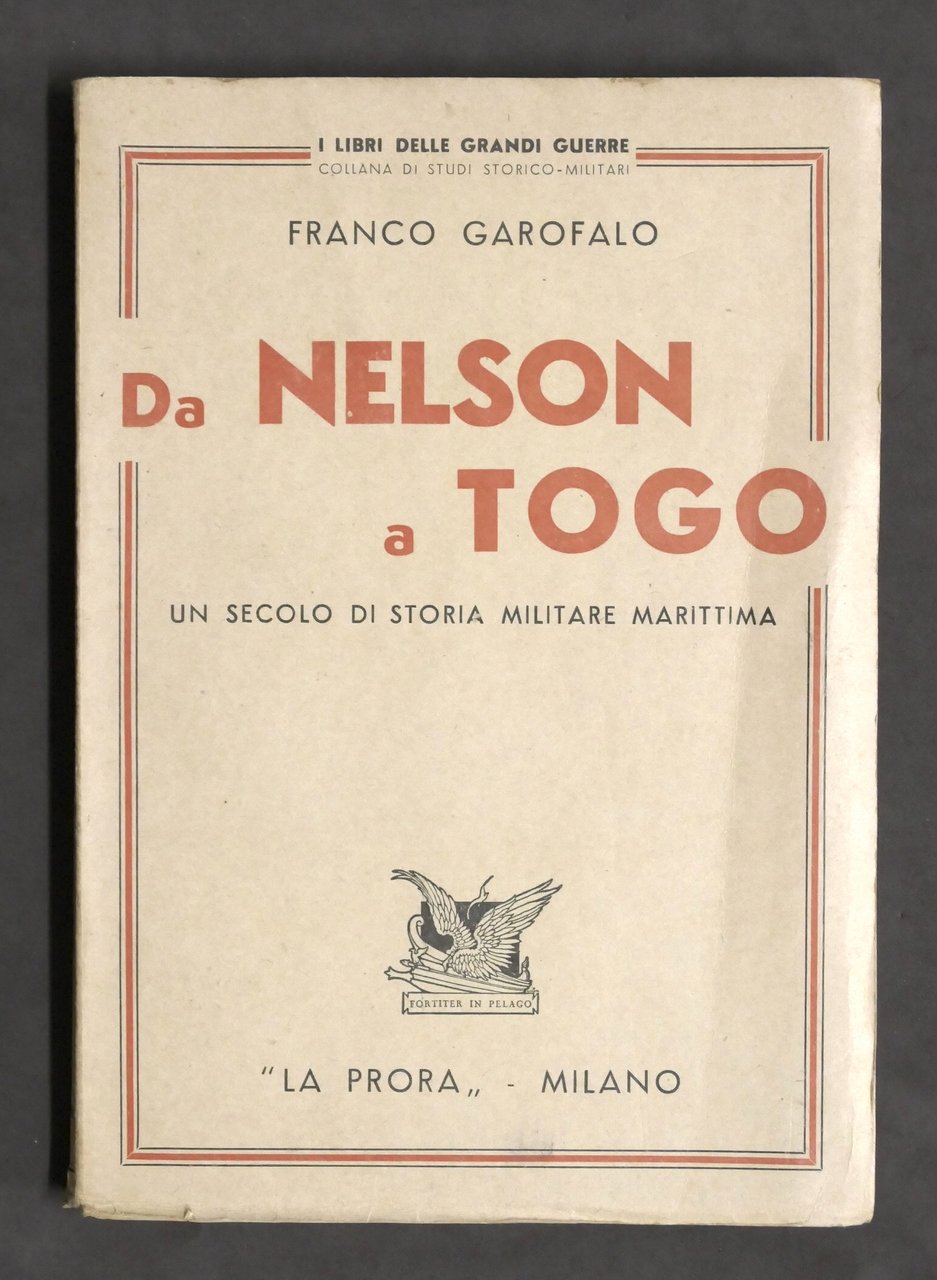 I LIBRI DELLE GRANDI GUERRE
COLLANA DI STUDI STORICO-MILITARI
FRANCO GAROFALO
Da NELSON
a TOGO
UN SECOLO DI STORIA MILITARE MARITTIMA
FORTITER IN PELAGO
"LA PRORA„ - MILANO